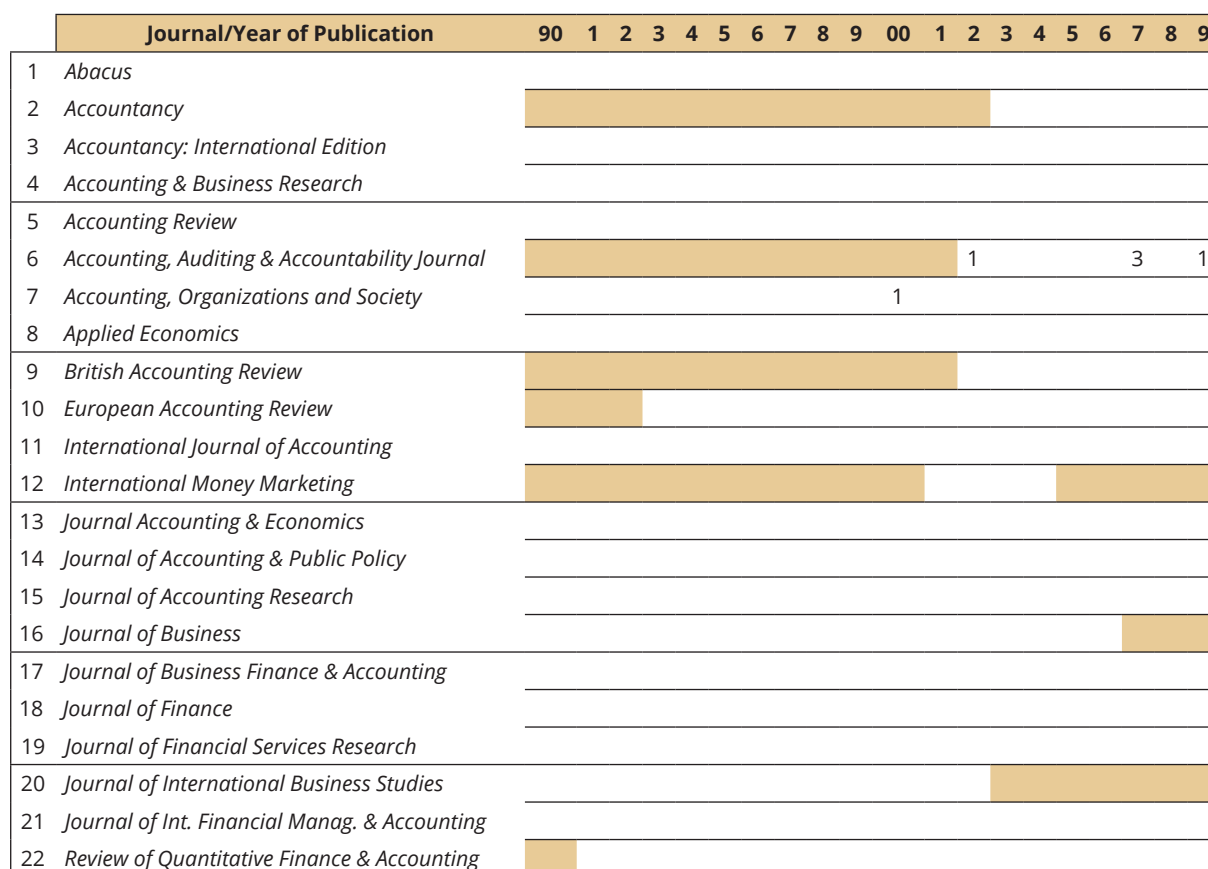 Journal/Year of Publication 90 1 2 3 4 5 6 7 8 9 00 1 2 3 4 5 6 7 8 9
1 Abacus
2 Accountancy
3 Accountancy: International Edition
4 Accounting & Business Research
5 Accounting Review
6 Accounting, Auditing & Accountability Journal 1 3 1
7 Accounting, Organizations and Society 1
8 Applied Economics
9 British Accounting Review
10 European Accounting Review
11 International Journal of Accounting
12 International Money Marketing
13 Journal Accounting & Economics
14 Journal of Accounting & Public Policy
15 Journal of Accounting Research
16 Journal of Business
17 Journal of Business Finance & Accounting
18 Journal of Finance
19 Journal of Financial Services Research
20 Journal of International Business Studies
21 Journal of Int. Financial Manag. & Accounting
22 Review of Quantitative Finance & Accounting